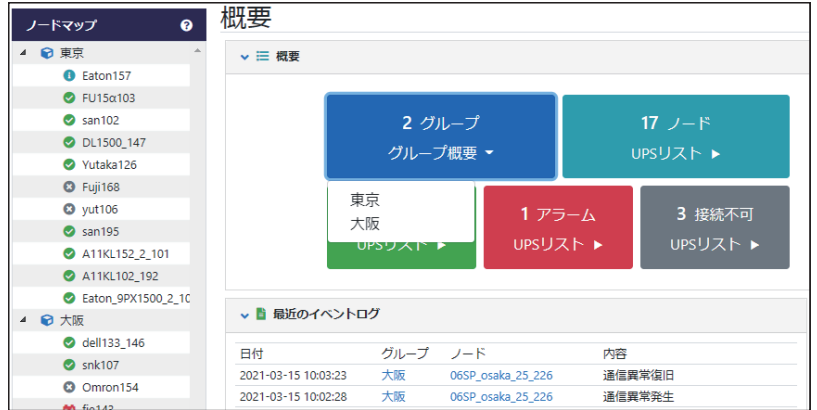 ノードマップ
東京
Eaton157
FU15α103
san102
DL1500_147
Yutaka126
Fuji168
yut106
san195
A11KL152_2_101
A11KL102_192
Eaton_9PX1500_2_10
大阪
dell133_146
snk107
Omron154
概要
概要
2 グループ
グループ概要
17 ノード
UPSリスト
東京
大阪
UPSリスト
1 アラーム
UPSリスト
3 接続不可
UPSリスト
最近のイベントログ
日付 グループ ノード 内容
2021-03-15 10:03:23 大阪 06SP_osaka_25_226 通信異常復旧
2021-03-15 10:02:28 大阪 06SP_osaka_25_226 通信異常発生